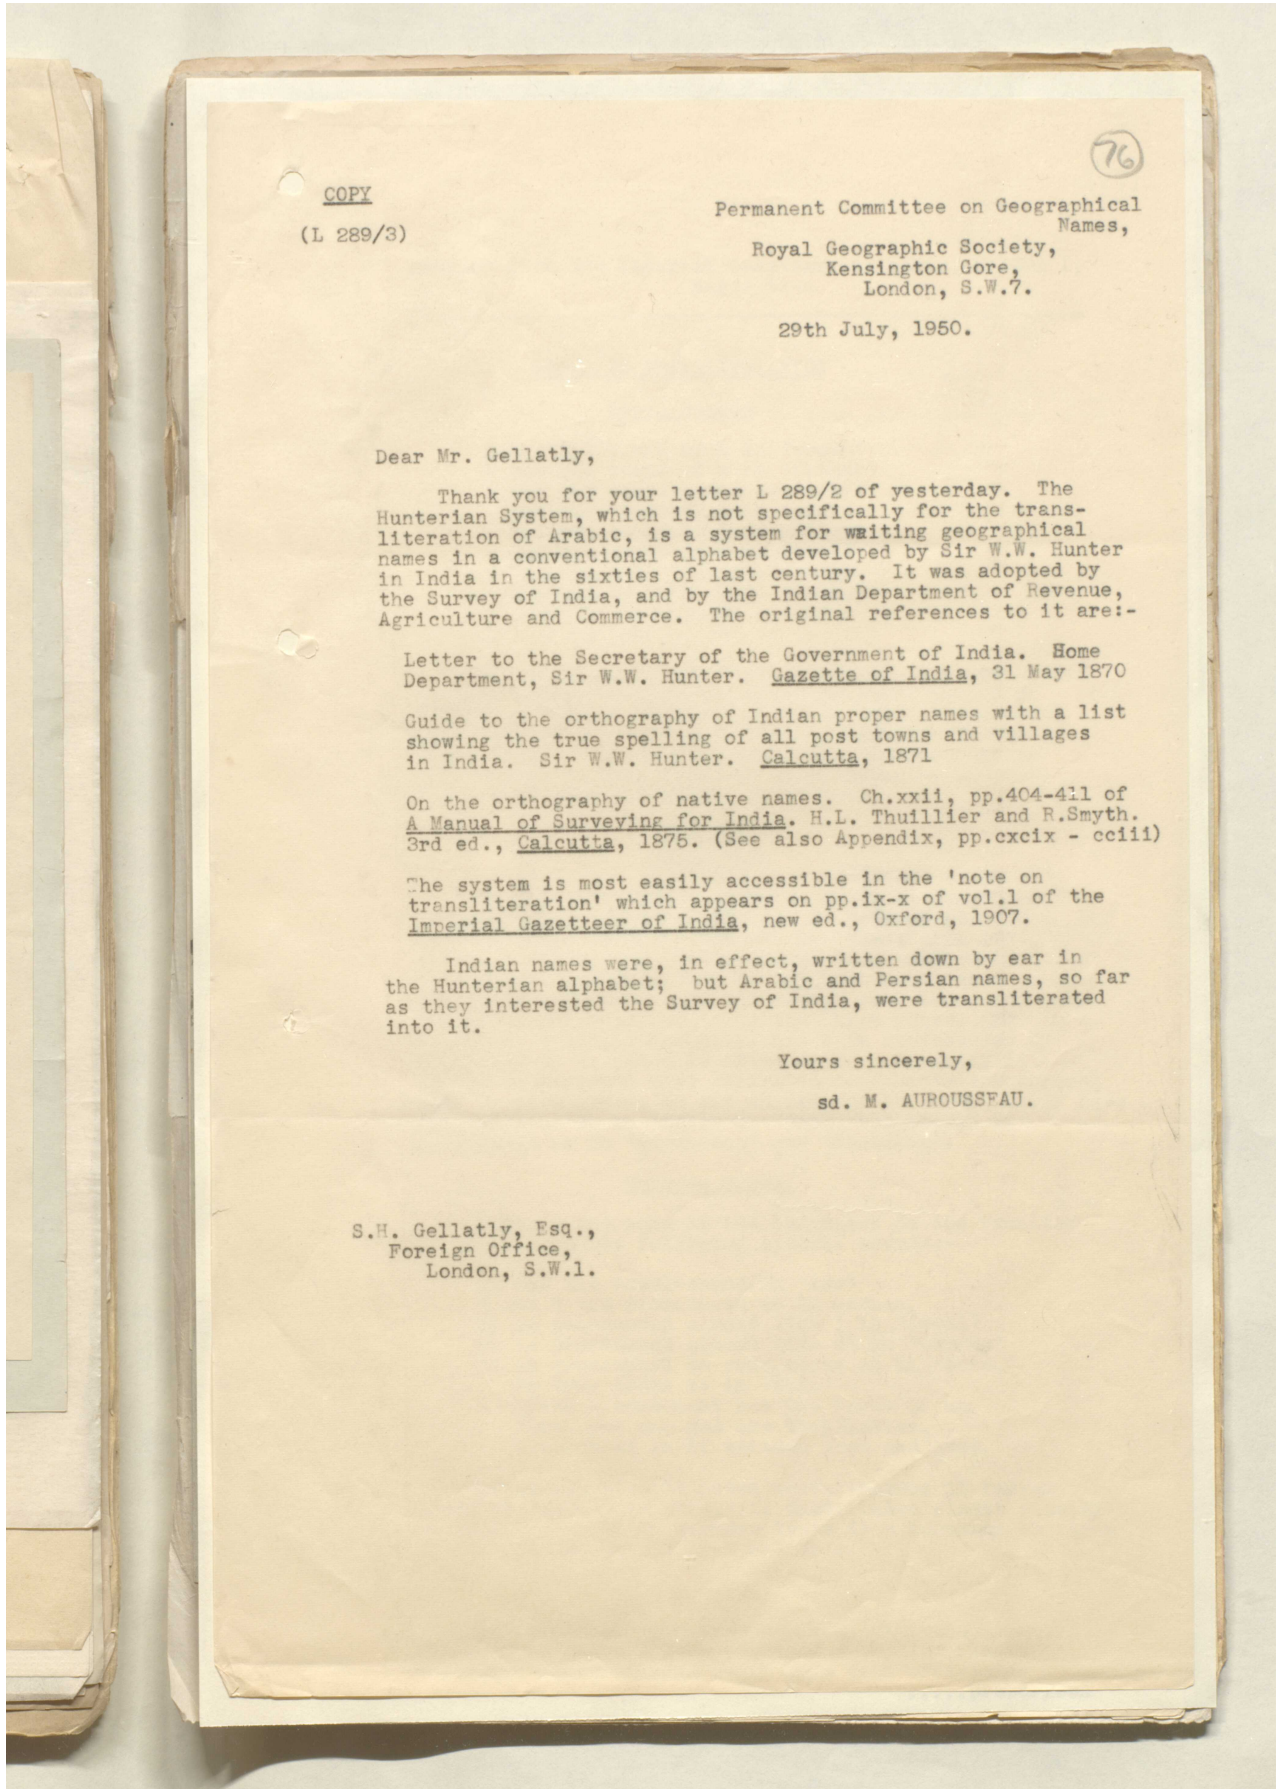 76
COPY
(L 289/3)
Permanent Committee on Geographical
Names,
Royal Geographic Society,
Kensington Gore,
London, S.W.7.
29th July, 1950.
Dear Mr. Gellatly,
Thank you for your letter L 289/2 of yesterday. The
Hunterian System, which is not specifically for the trans-
literation of Arabic, is a system for writing geographical
names in a conventional alphabet developed by Sir W.W. Hunter
in India in the sixties of last century. It was adopted by
the Survey of India, and by the Indian Department of Revenue,
Agriculture and Commerce. The original references to it are:-
Letter to the Secretary of the Government of India. Home
Department, Sir W.W. Hunter. Gazette of India, 31 May 1870
Guide to the orthography of Indian proper names with a list
showing the true spelling of all post towns and villages
in India. Sir W.W. Hunter. Calcutta, 1871
On the orthography of native names. Ch.xxii, pp.404-411 of
A Manual of Surveying for India. H.L. Thuillier and R.Smyth.
3rd ed., Calcutta, 1875. (See also Appendix, pp.cxcix - cciii)
The system is most easily accessible in the 'note on
transliteration' which appears on pp.ix-x of vol.1 of the
Imperial Gazetteer of India, new ed., Oxford, 1907.
Indian names were, in effect, written down by ear in
the Hunterian alphabet; but Arabic and Persian names, so far
as they interested the Survey of India, were transliterated
into it.
Yours sincerely,
sd. M. AUROUSSEAU.
S.H. Gellatly, Esq.,
Foreign Office,
London, S.W.1.